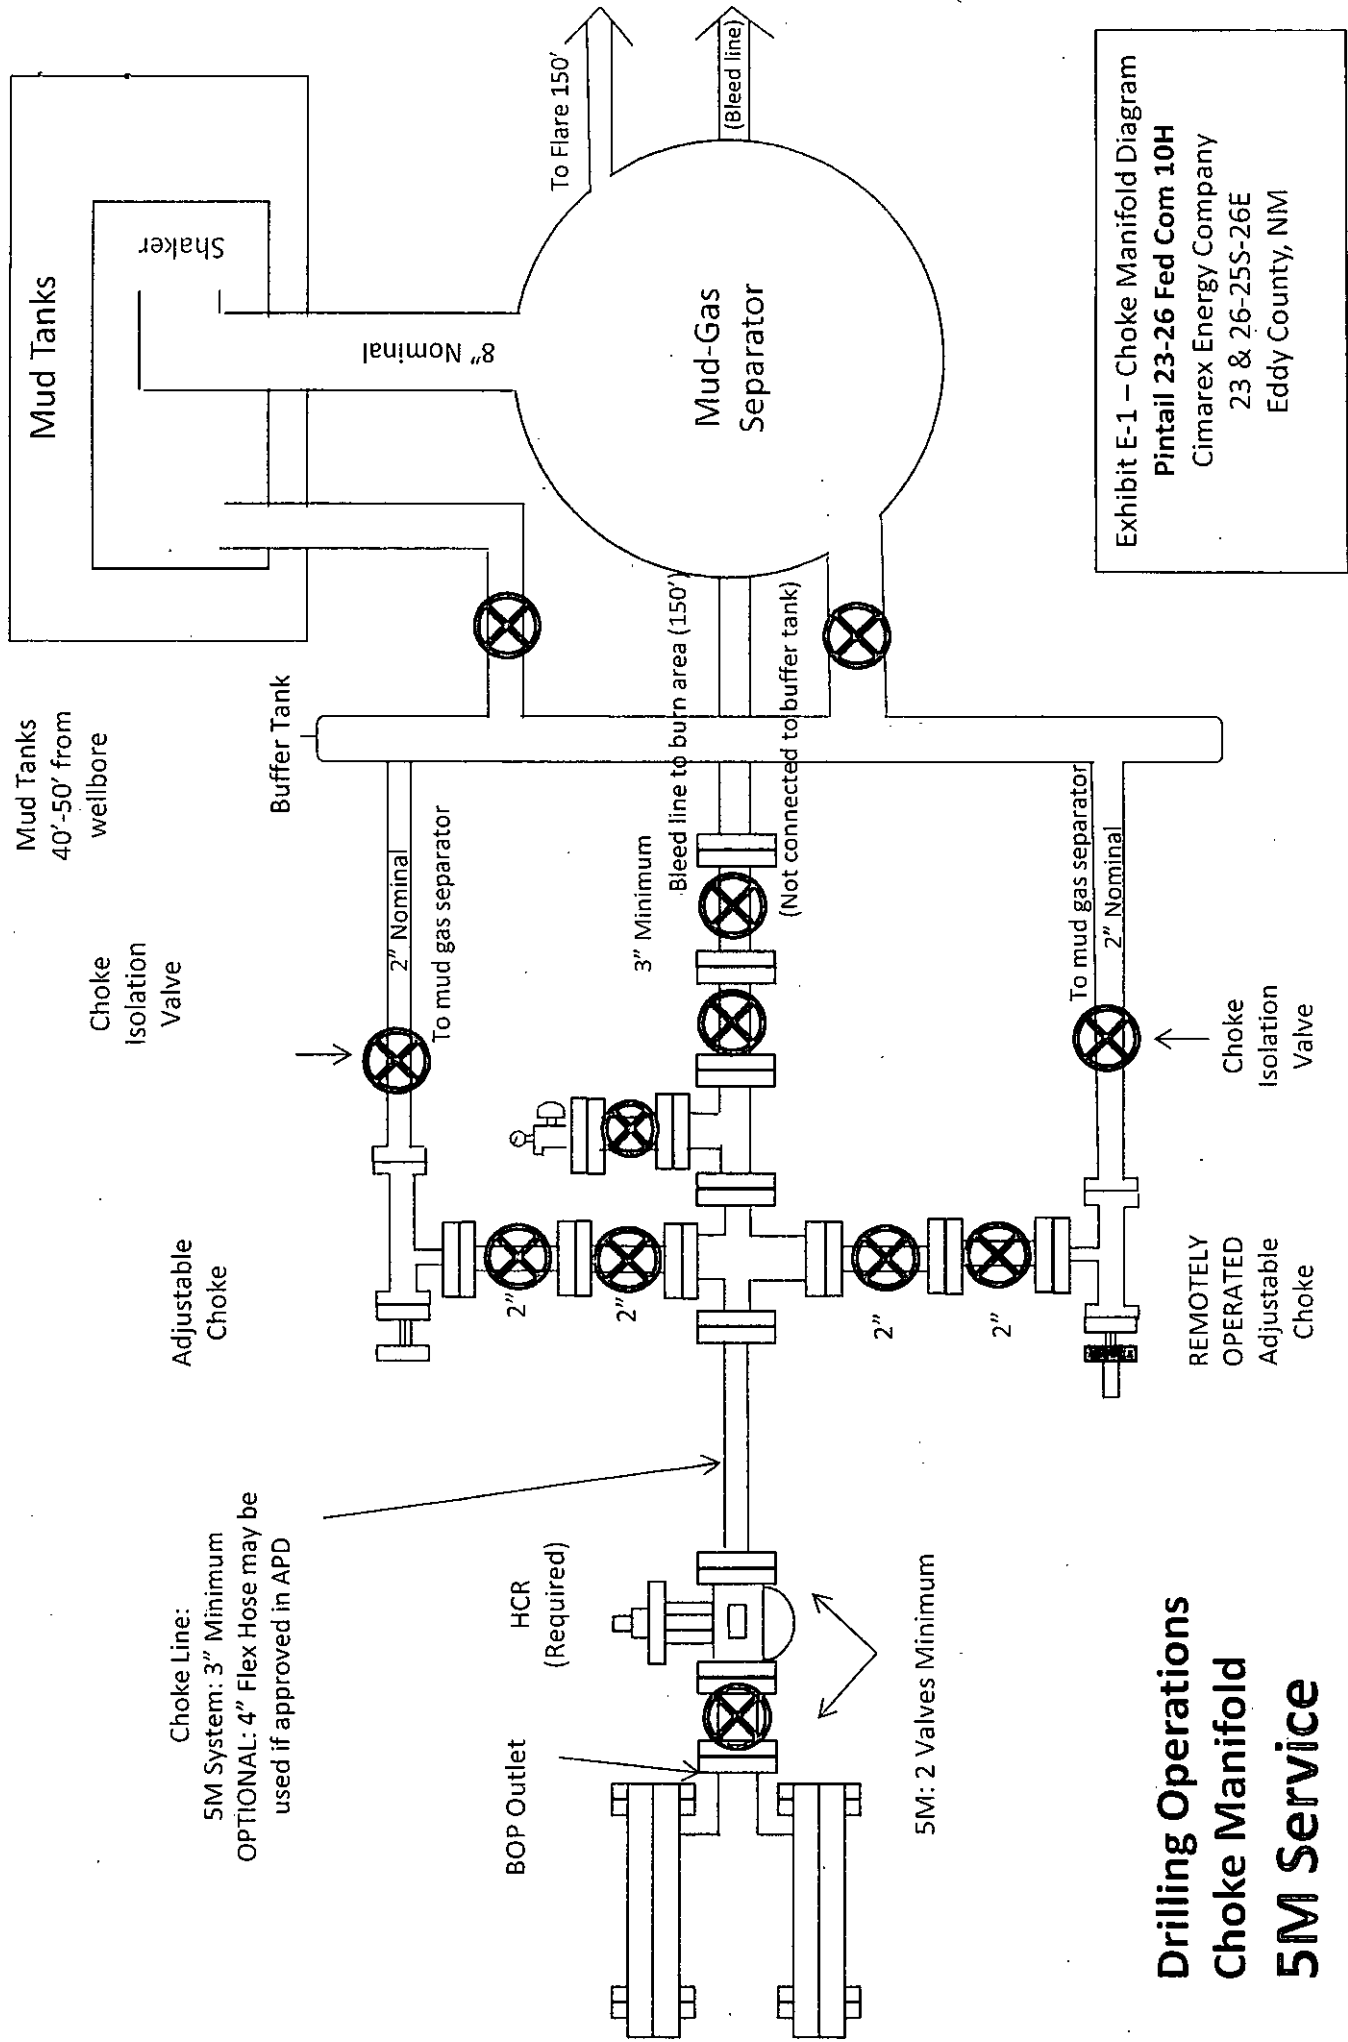 Mud Tanks
Shaker
8" Nominal
To Flare 150'
(Bleed line)
Mud-Gas
Separator
Mud Tanks
40'-50' from
wellbore
Buffer Tank
Choke
Isolation
Valve
2" Nominal
To mud gas separator
3" Minimum
Bleed line to burn area (150')
(Not connected to buffer tank)
To mud gas separator
2" Nominal
Choke
Isolation
Valve
Adjustable
Choke
2"
2"
2"
2"
REMOTELY
OPERATED
Adjustable
Choke
Choke Line:
5M System: 3" Minimum
OPTIONAL: 4" Flex Hose may be
used if approved in APD
HCR
(Required)
BOP Outlet
5M: 2 Valves Minimum
Drilling Operations
Choke Manifold
5M Service
Exhibit E-1 – Choke Manifold Diagram
Pintail 23-26 Fed Com 10H
Cimarex Energy Company
23 & 26-25S-26E
Eddy County, NM